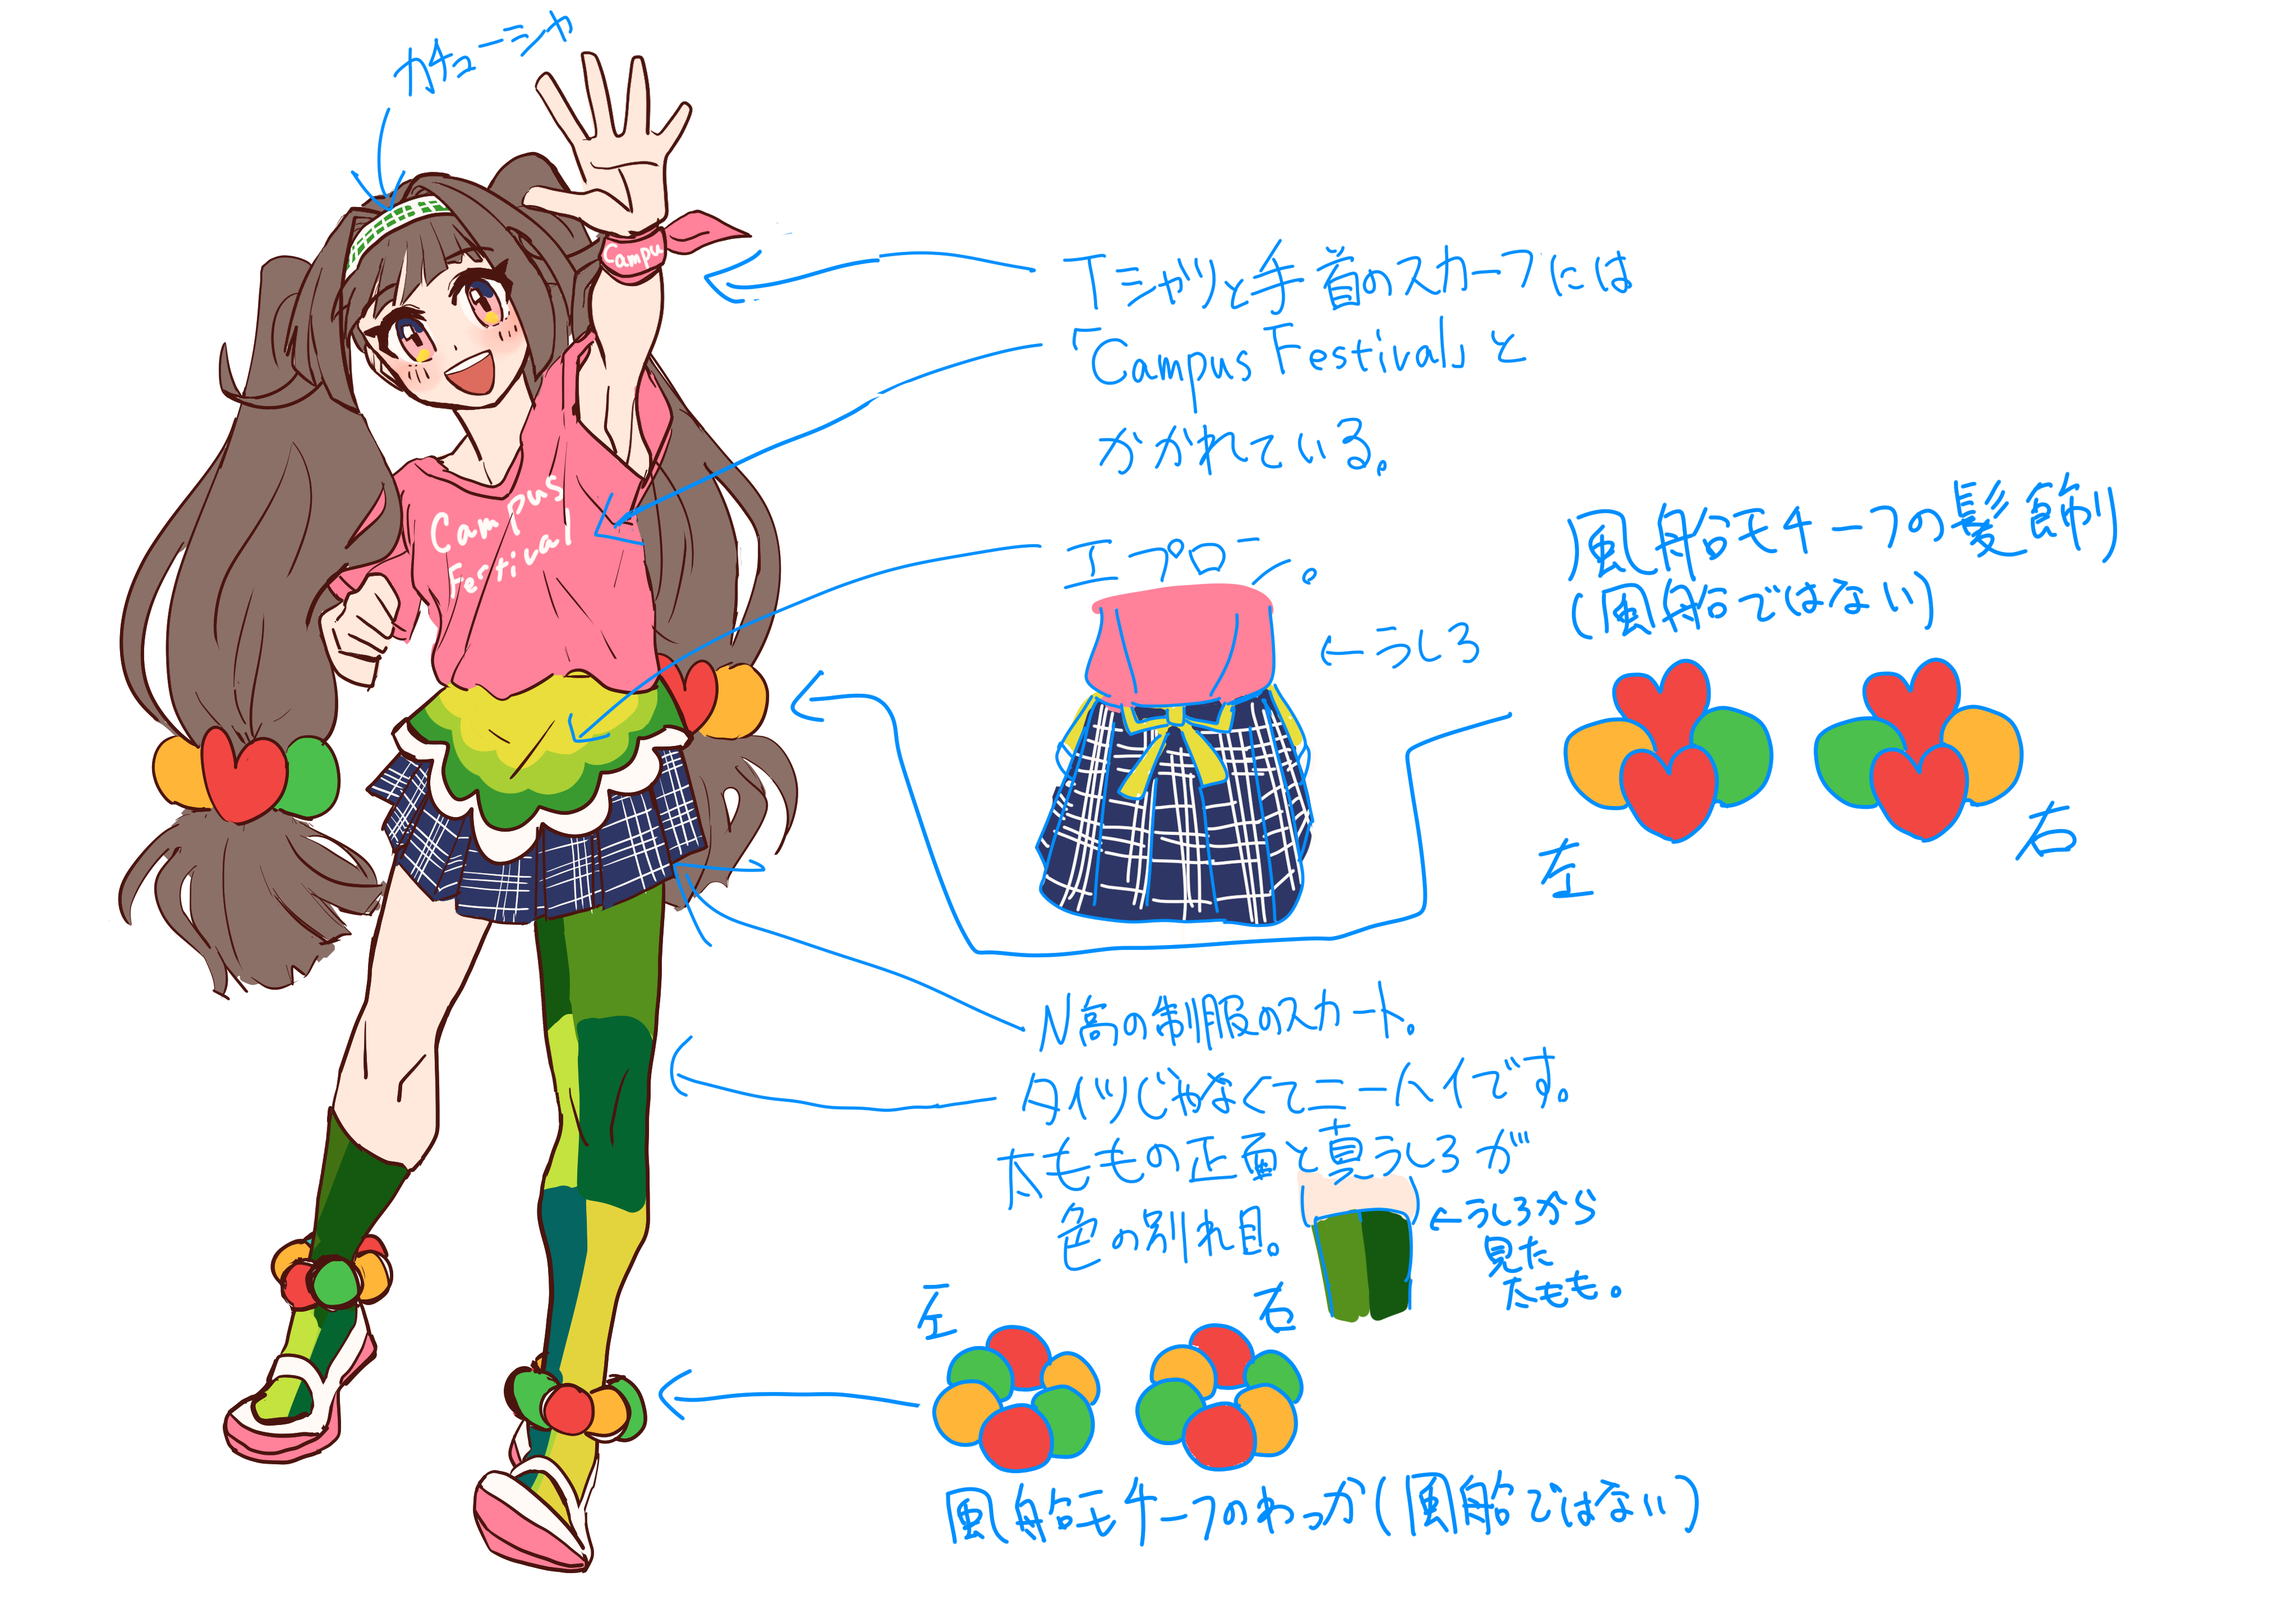 カチューシャ
Campu
Campus
Festival
Tシャツと手首のスカーフには
「Campus Festival」と
かかれている。
エプロン。
←うしろ
風船モチーフの髪飾り
(風船ではない)
左
右
N高の制服のスカート。
タイツじゃなくてニーハイです。
太ももの正面と真うしろが
色の別れ目。
←うしろから
見た
太もも。
左
右
風船モチーフのわっか(風船ではない)